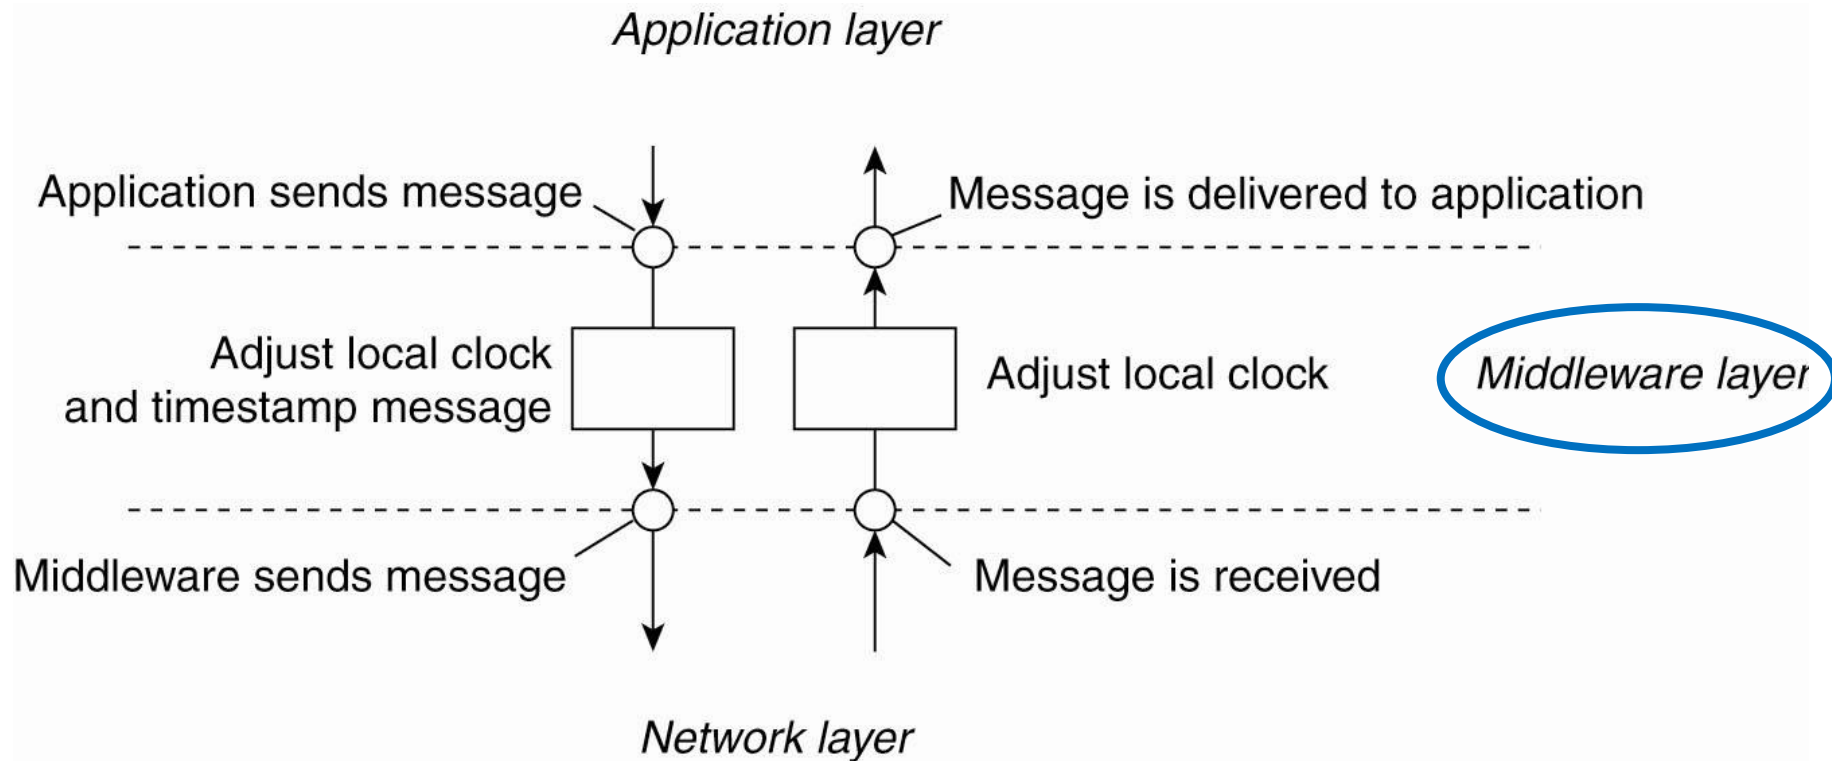 Application layer
Application sends message
Message is delivered to application
Adjust local clock
and timestamp message
Adjust local clock
Middleware layer
Middleware sends message
Message is received
Network layer